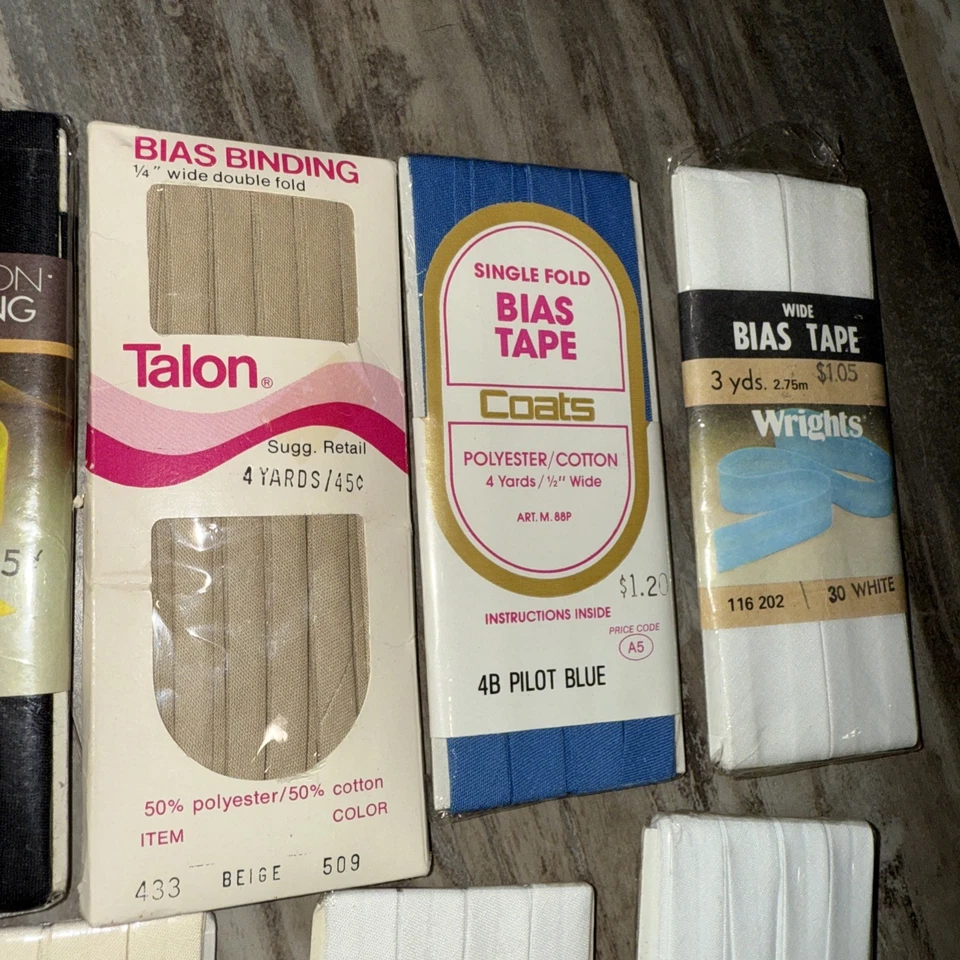 ON
NG
5¢
BIAS BINDING
¼" wide double fold
Talon®
Sugg. Retail
4 YARDS/45¢
50% polyester/50% cotton
ITEM COLOR
433 BEIGE 509
SINGLE FOLD
BIAS
TAPE
Coats
POLYESTER/COTTON
4 Yards/½" Wide
ART. M. 88P
$1.20
INSTRUCTIONS INSIDE
PRICE CODE
A5
4B PILOT BLUE
WIDE
BIAS TAPE
3 yds. 2.75m $1.05
Wrights®
116 202 \ 30 WHITE